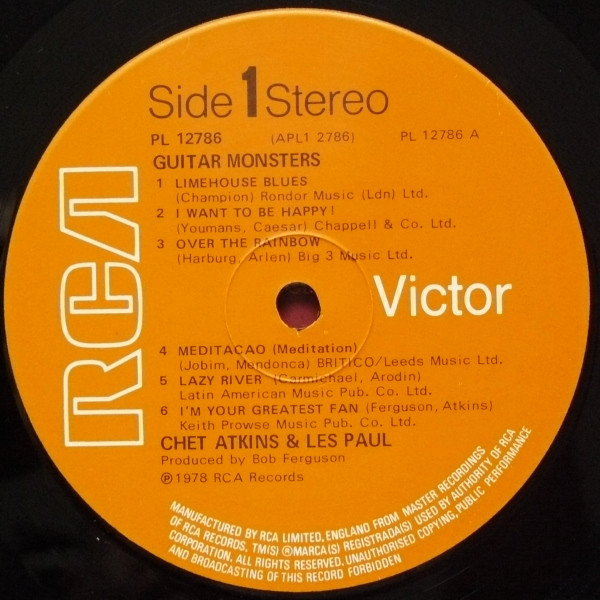 Side 1 Stereo
PL 12786 (APL1 2786) PL 12786 A
GUITAR MONSTERS
1 LIMEHOUSE BLUES
(Champion) Rondor Music (Ldn) Ltd.
2 I WANT TO BE HAPPY!
(Youmans, Caesar) Chappell & Co. Ltd.
3 OVER THE RAINBOW
(Harburg, Arlen) Big 3 Music Ltd.
RCA
Victor
4 MEDITACAO (Meditation)
(Jobim, Mendonca) BRITICO/Leeds Music Ltd.
5 LAZY RIVER (Carmichael, Arodin)
Latin American Music Pub. Co. Ltd.
6 I'M YOUR GREATEST FAN (Ferguson, Atkins)
Keith Prowse Music Pub. Co. Ltd.
CHET ATKINS & LES PAUL
Produced by Bob Ferguson
℗1978 RCA Records
MANUFACTURED BY RCA LIMITED, ENGLAND FROM MASTER RECORDINGS
OF RCA RECORDS, TM(S) ®MARCA(S) REGISTRADA(S) USED BY AUTHORITY OF RCA
CORPORATION. ALL RIGHTS RESERVED. UNAUTHORISED COPYING, PUBLIC PERFORMANCE
AND BROADCASTING OF THIS RECORD FORBIDDEN